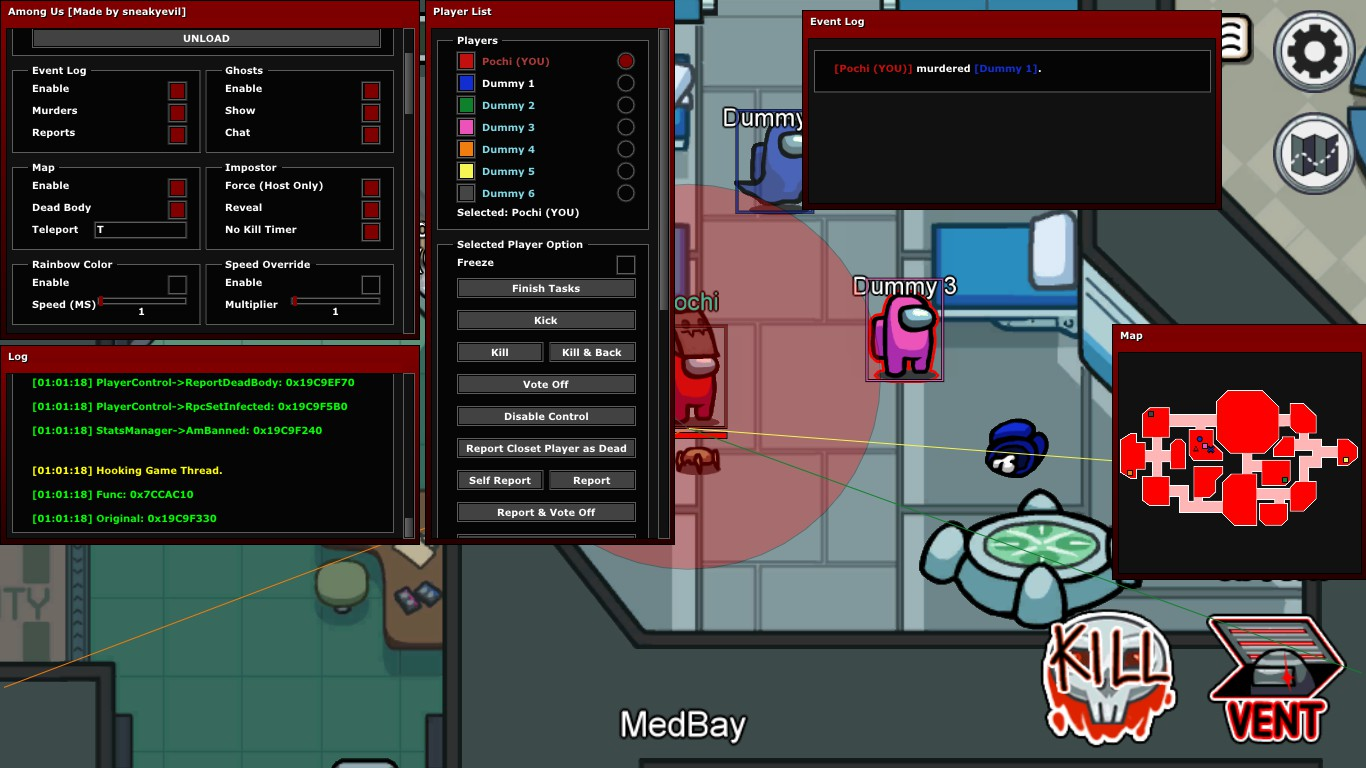 Among Us [Made by sneakyevil]
UNLOAD
Event Log
Enable
Murders
Reports
Ghosts
Enable
Show
Chat
Map
Enable
Dead Body
Teleport T
Impostor
Force (Host Only)
Reveal
No Kill Timer
Rainbow Color
Enable
Speed (MS)
1
Speed Override
Enable
Multiplier
1
Log
[01:01:18] PlayerControl->ReportDeadBody: 0x19C9EF70
[01:01:18] PlayerControl->RpcSetInfected: 0x19C9F5B0
[01:01:18] StatsManager->AmBanned: 0x19C9F240
[01:01:18] Hooking Game Thread.
[01:01:18] Func: 0x7CCAC10
[01:01:18] Original: 0x19C9F330
Player List
Players
Pochi (YOU)
Dummy 1
Dummy 2
Dummy 3
Dummy 4
Dummy 5
Dummy 6
Selected: Pochi (YOU)
Selected Player Option
Freeze
Finish Tasks
Kick
Kill
Kill & Back
Vote Off
Disable Control
Report Closet Player as Dead
Self Report
Report
Report & Vote Off
Event Log
[Pochi (YOU)] murdered [Dummy 1].
Dummy
Dummy 3
ochi
Map
KILL
VENT
MedBay
ITY